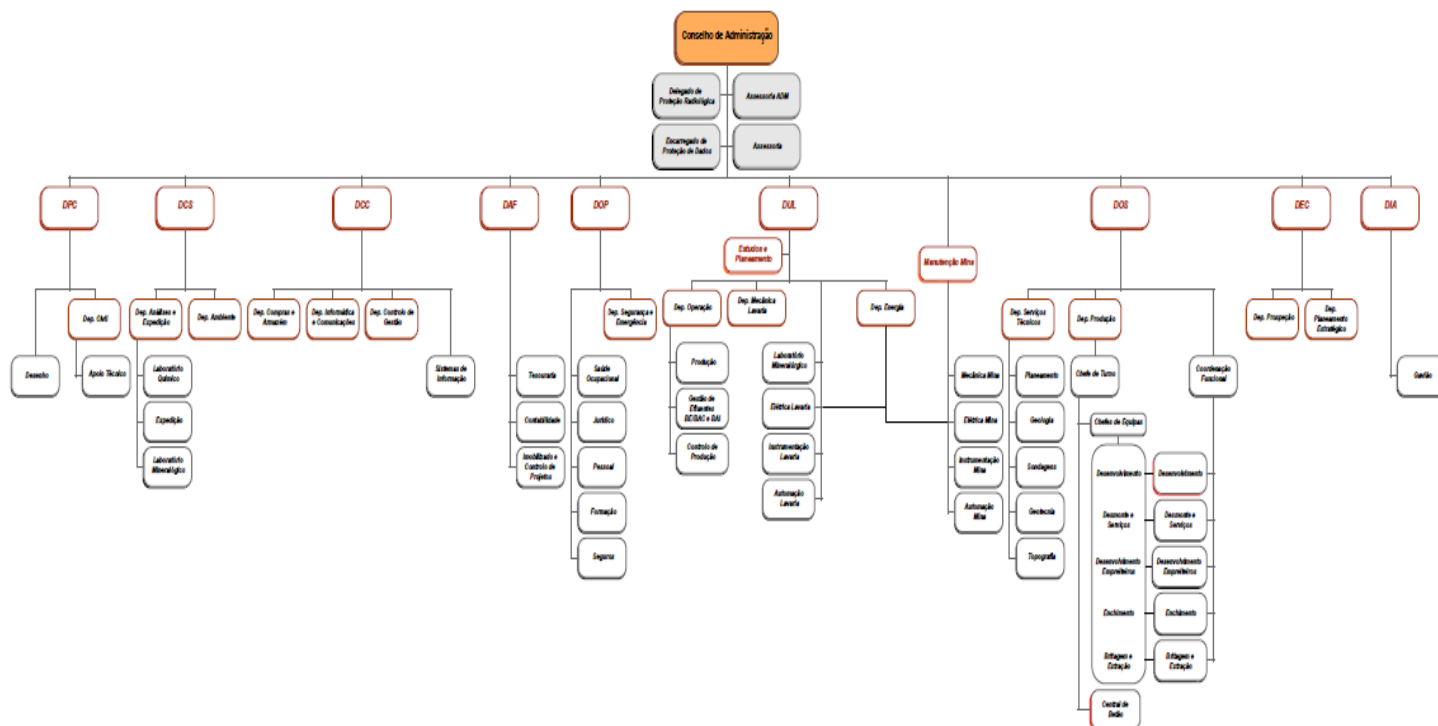 Conselho de Administração
Delegado de
Proteção Radiológica
Assessoria ADM
Encarregado de
Proteção de Dados
Assessoria
DPC
DCS
DCC
DAF
DOP
DUL
DOS
DEC
DIA
Estudos e
Planeamento
Manutenção Mina
Dep. Civil
Dep. Análises e
Expedição
Dep. Ambiente
Dep. Compras e
Armazém
Dep. Informática
e Comunicações
Dep. Controlo de
Gestão
Dep. Segurança e
Emergência
Dep. Operação
Dep. Mecânica
Lavaria
Dep. Energia
Dep. Serviços
Técnicos
Dep. Produção
Dep. Prospeção
Dep.
Planeamento
Estratégico
Desenho
Apoio Técnico
Laboratório
Químico
Expedição
Laboratório
Mineralógico
Sistemas de
Informação
Tesouraria
Contabilidade
Imobilizado e
Controlo de
Projetos
Saúde
Ocupacional
Jurídico
Pessoal
Formação
Seguros
Produção
Gestão de
Efluentes
Controlo de
Produção
Laboratório
Mineralúrgico
Elétrica Lavaria
Instrumentação
Lavaria
Automação
Lavaria
Mecânica Mina
Elétrica Mina
Instrumentação
Mina
Automação
Mina
Planeamento
Geologia
Sondagens
Geotecnia
Topografia
Chefe de Turno
Chefes de Equipas
Desenvolvimento
Desmonte e
Serviços
Desenvolvimento
Empreiteiros
Enchimento
Britagem e
Extração
Central de
Betão
Coordenação
Funcional
Desenvolvimento
Desmonte e
Serviços
Desenvolvimento
Empreiteiros
Enchimento
Britagem e
Extração
Gavião